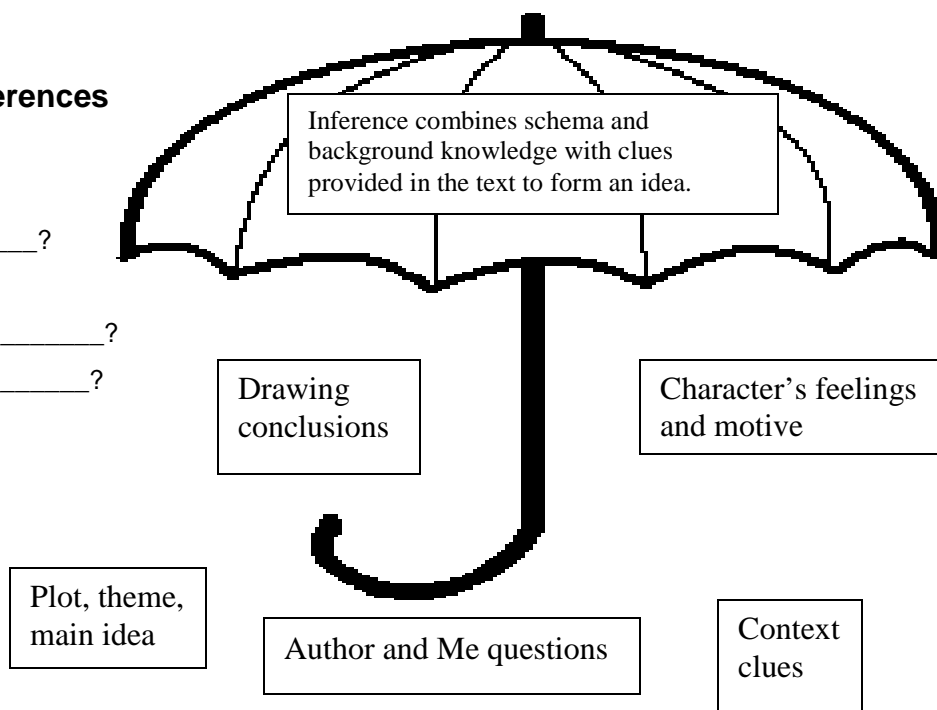 erences
Inference combines schema and
background knowledge with clues
provided in the text to form an idea.
___?
_______?
______?
Drawing
conclusions
Character’s feelings
and motive
Plot, theme,
main idea
Author and Me questions
Context
clues